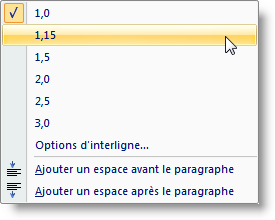 1,0
1,15
1,5
2,0
2,5
3,0
Options d'interligne...
Ajouter un espace avant le paragraphe
Ajouter un espace après le paragraphe